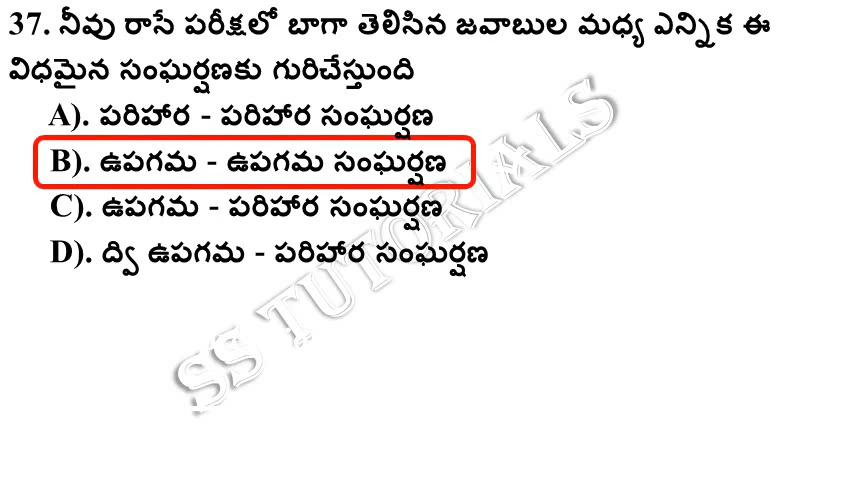 37. నీవు రాసే పరీక్షలో బాగా తెలిసిన జవాబుల మధ్య ఎన్నిక ఈ
విధమైన సంఘర్షణకు గురిచేస్తుంది
A). పరిహార - పరిహార సంఘర్షణ
B). ఉపగమ - ఉపగమ సంఘర్షణ
C). ఉపగమ - పరిహార సంఘర్షణ
D). ద్వి ఉపగమ - పరిహార సంఘర్షణ
SS TUTORIALS